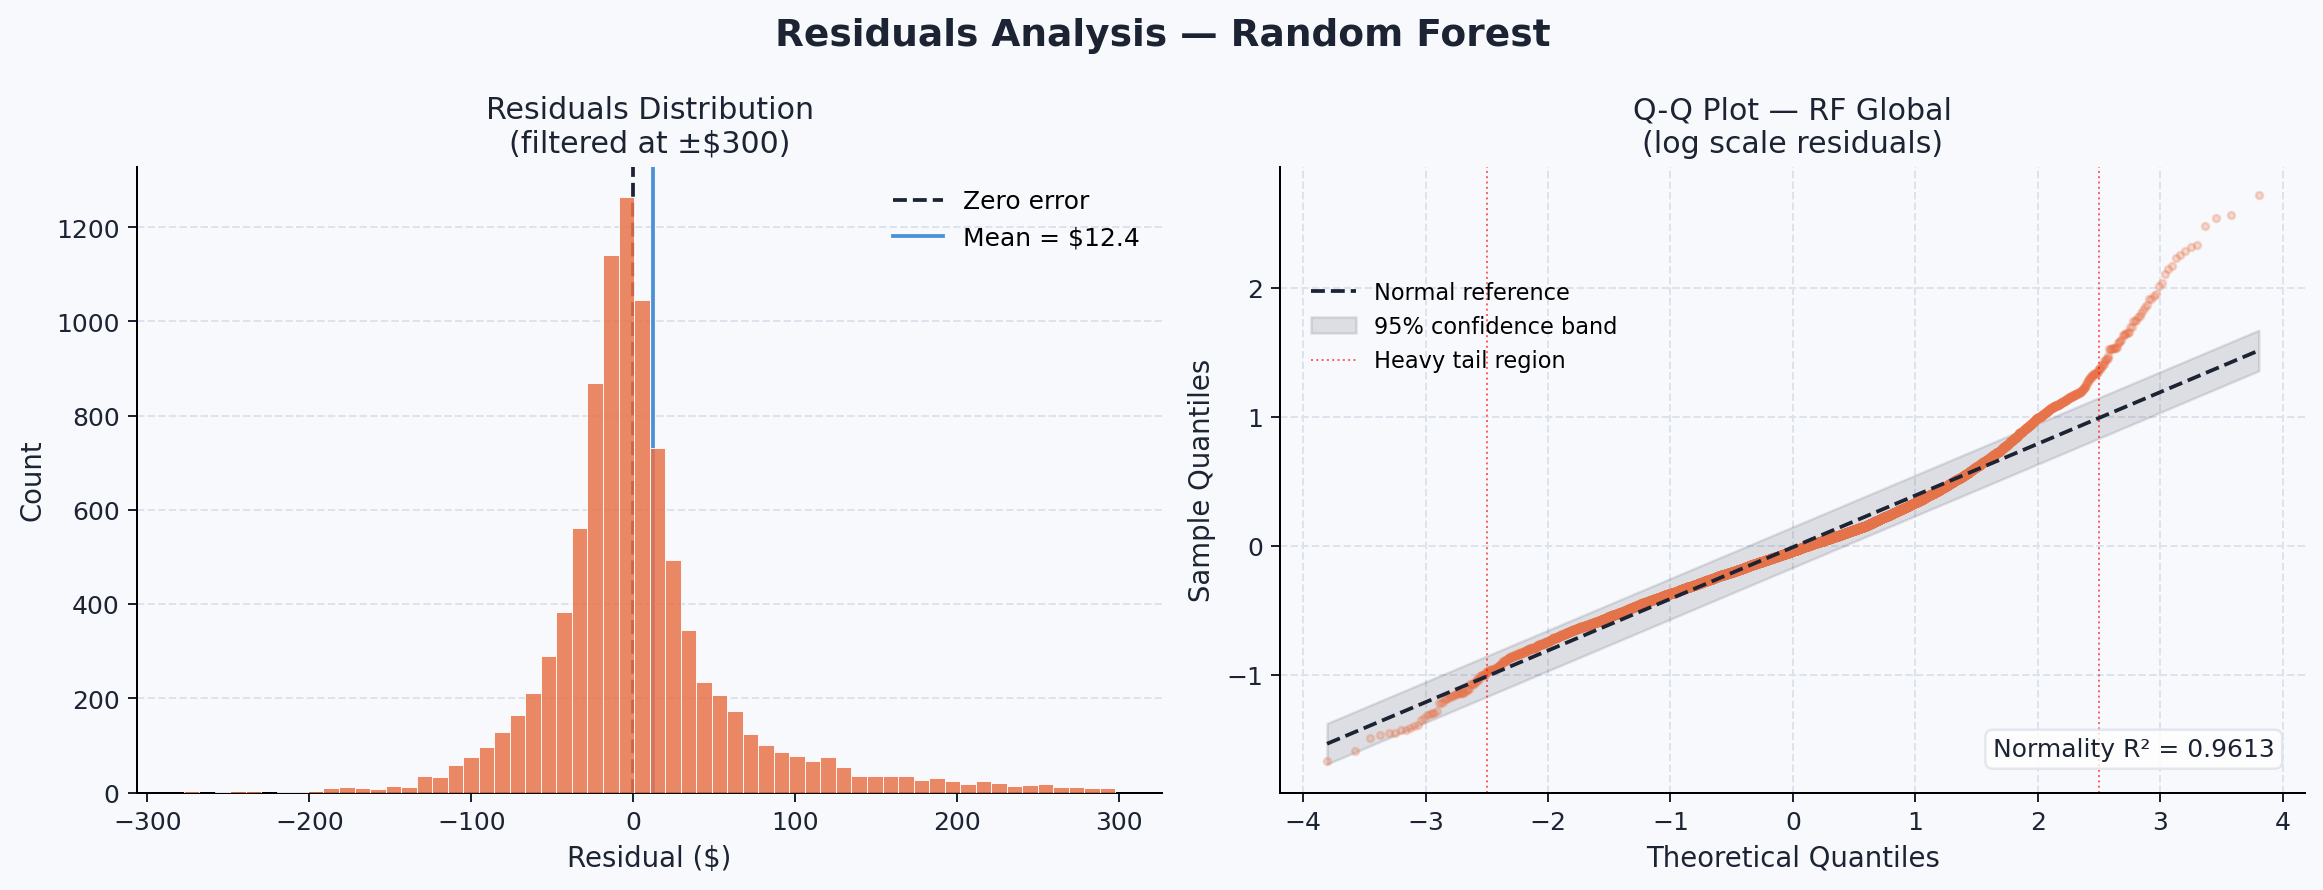 Residuals Analysis — Random Forest
Residuals Distribution
(filtered at ±$300)
Zero error
Mean = $12.4
Count
1200
1000
800
600
400
200
0
−300
−200
−100
0
100
200
300
Residual ($)
Q-Q Plot — RF Global
(log scale residuals)
Normal reference
95% confidence band
Heavy tail region
Sample Quantiles
2
1
0
−1
Normality R² = 0.9613
−4
−3
−2
−1
0
1
2
3
4
Theoretical Quantiles